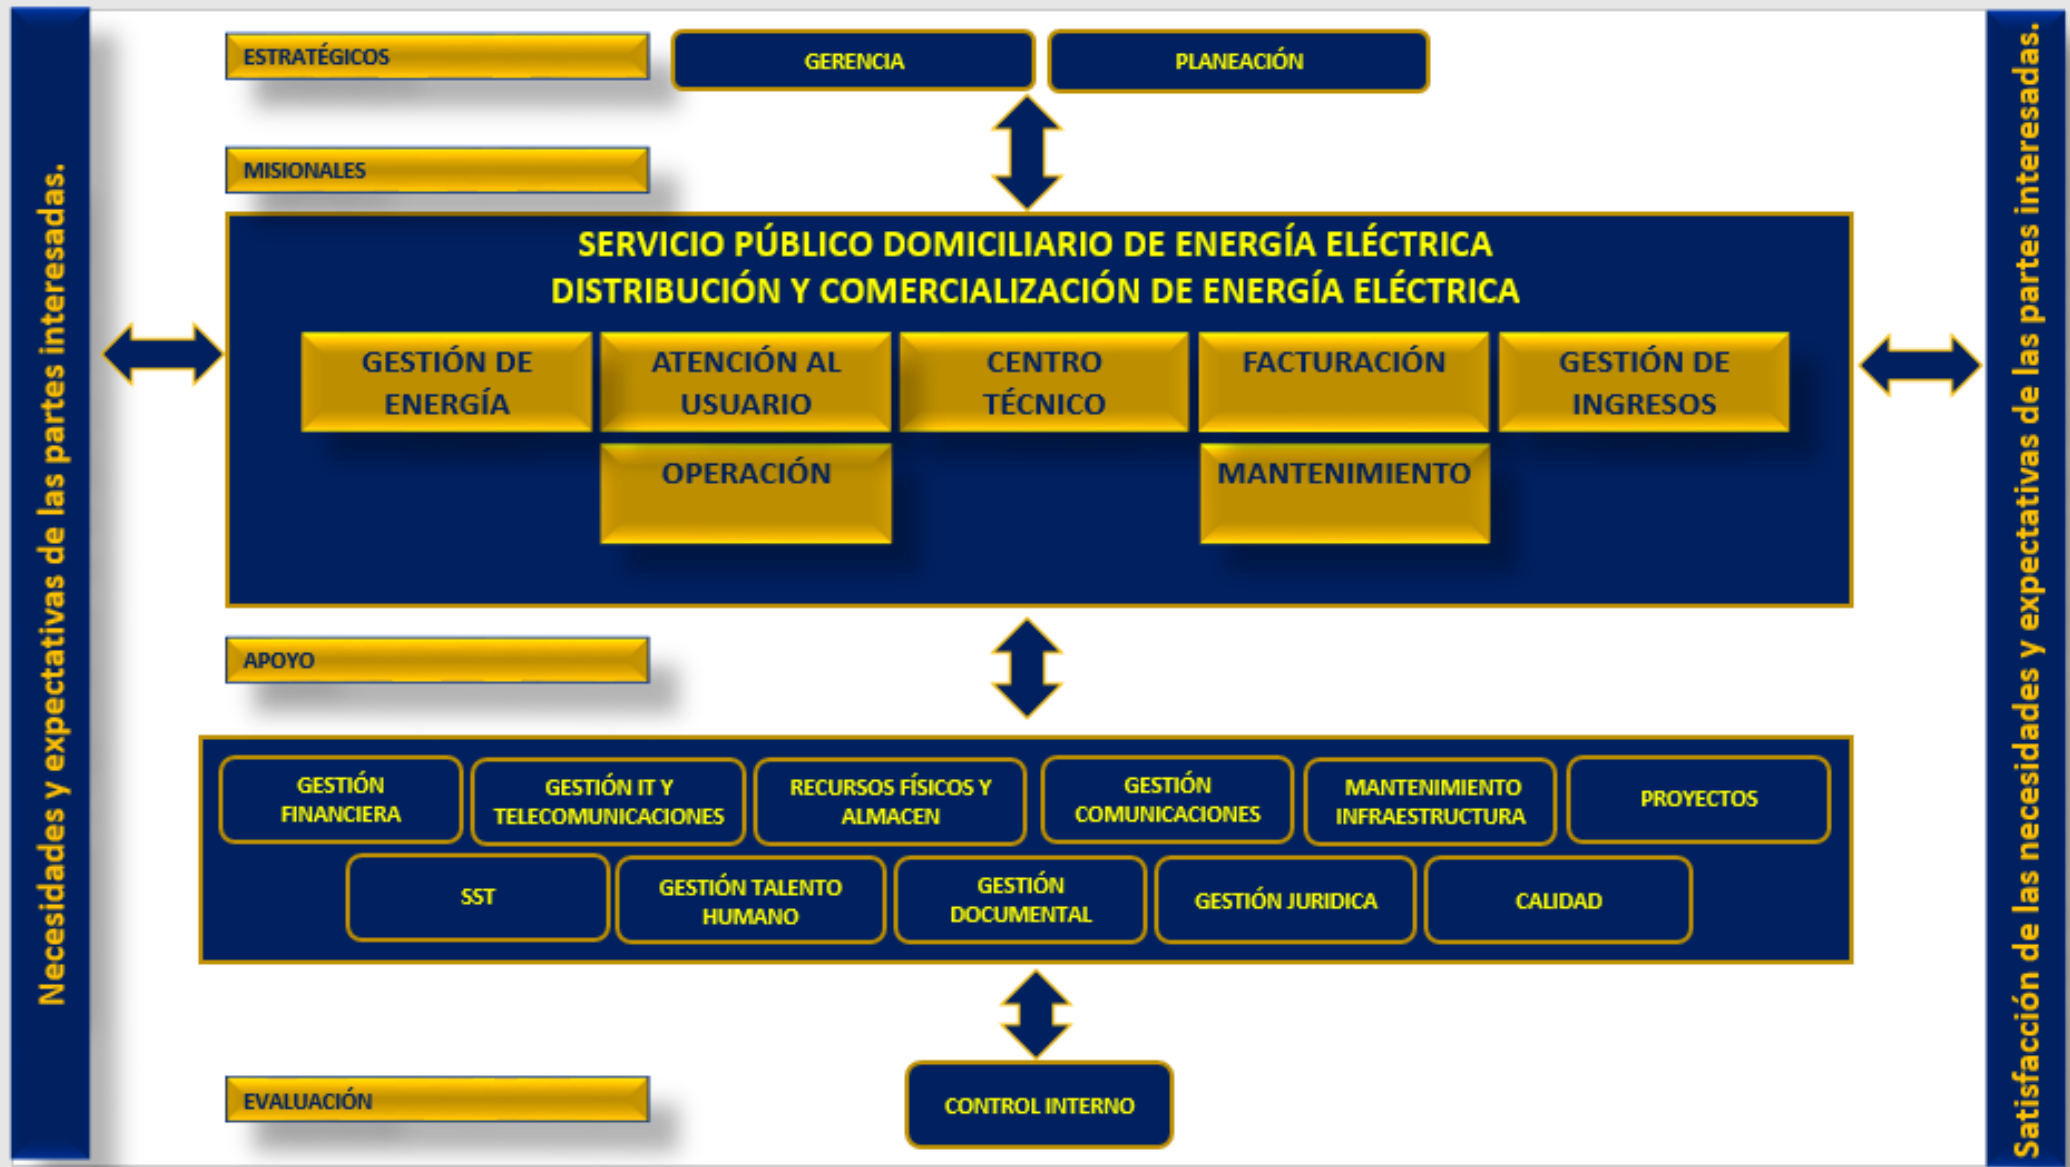 Necesidades y expectativas de las partes interesadas.
ESTRATÉGICOS
GERENCIA
PLANEACIÓN
MISIONALES
SERVICIO PÚBLICO DOMICILIARIO DE ENERGÍA ELÉCTRICA
DISTRIBUCIÓN Y COMERCIALIZACIÓN DE ENERGÍA ELÉCTRICA
GESTIÓN DE
ENERGÍA
ATENCIÓN AL
USUARIO
CENTRO
TÉCNICO
FACTURACIÓN
GESTIÓN DE
INGRESOS
OPERACIÓN
MANTENIMIENTO
APOYO
GESTIÓN
FINANCIERA
GESTIÓN IT Y
TELECOMUNICACIONES
RECURSOS FÍSICOS Y
ALMACEN
GESTIÓN
COMUNICACIONES
MANTENIMIENTO
INFRAESTRUCTURA
PROYECTOS
SST
GESTIÓN TALENTO
HUMANO
GESTIÓN
DOCUMENTAL
GESTIÓN JURIDICA
CALIDAD
EVALUACIÓN
CONTROL INTERNO
Satisfacción de las necesidades y expectativas de las partes interesadas.